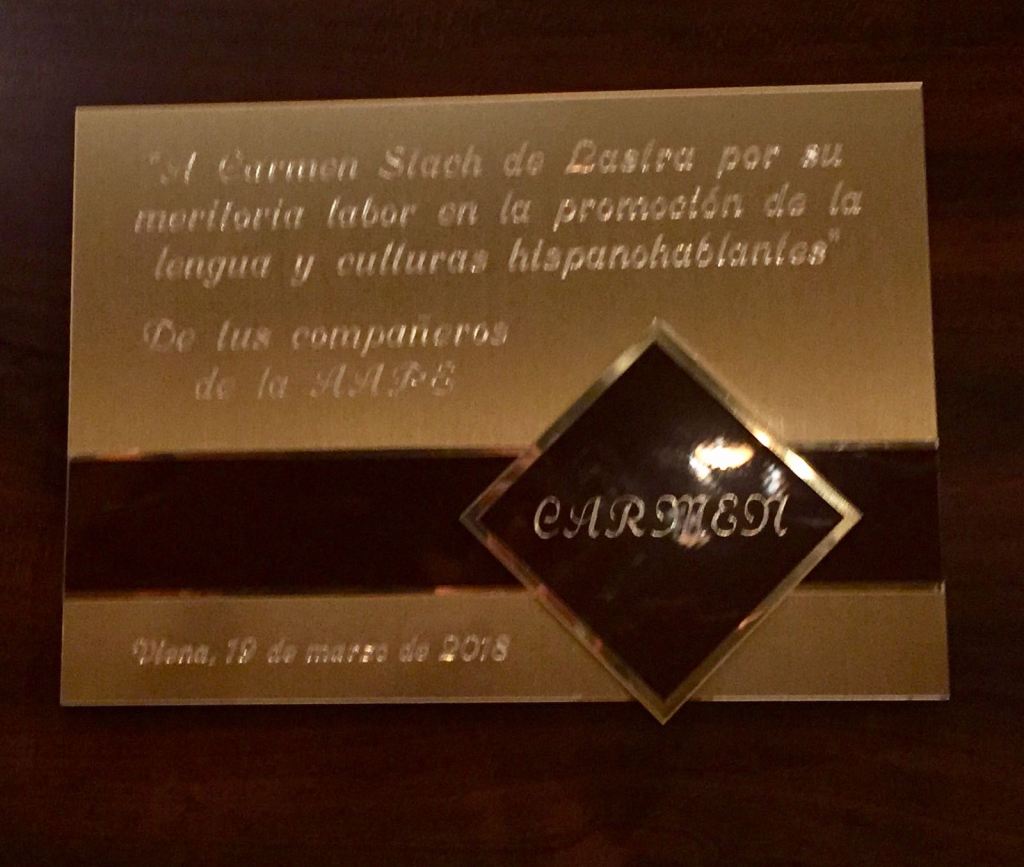 "A Carmen Stach de Lastra por su
meritoria labor en la promoción de la
lengua y culturas hispanohablantes"
De tus compañeros
de la AAPE
CARMEN
Viena, 19 de marzo de 2018